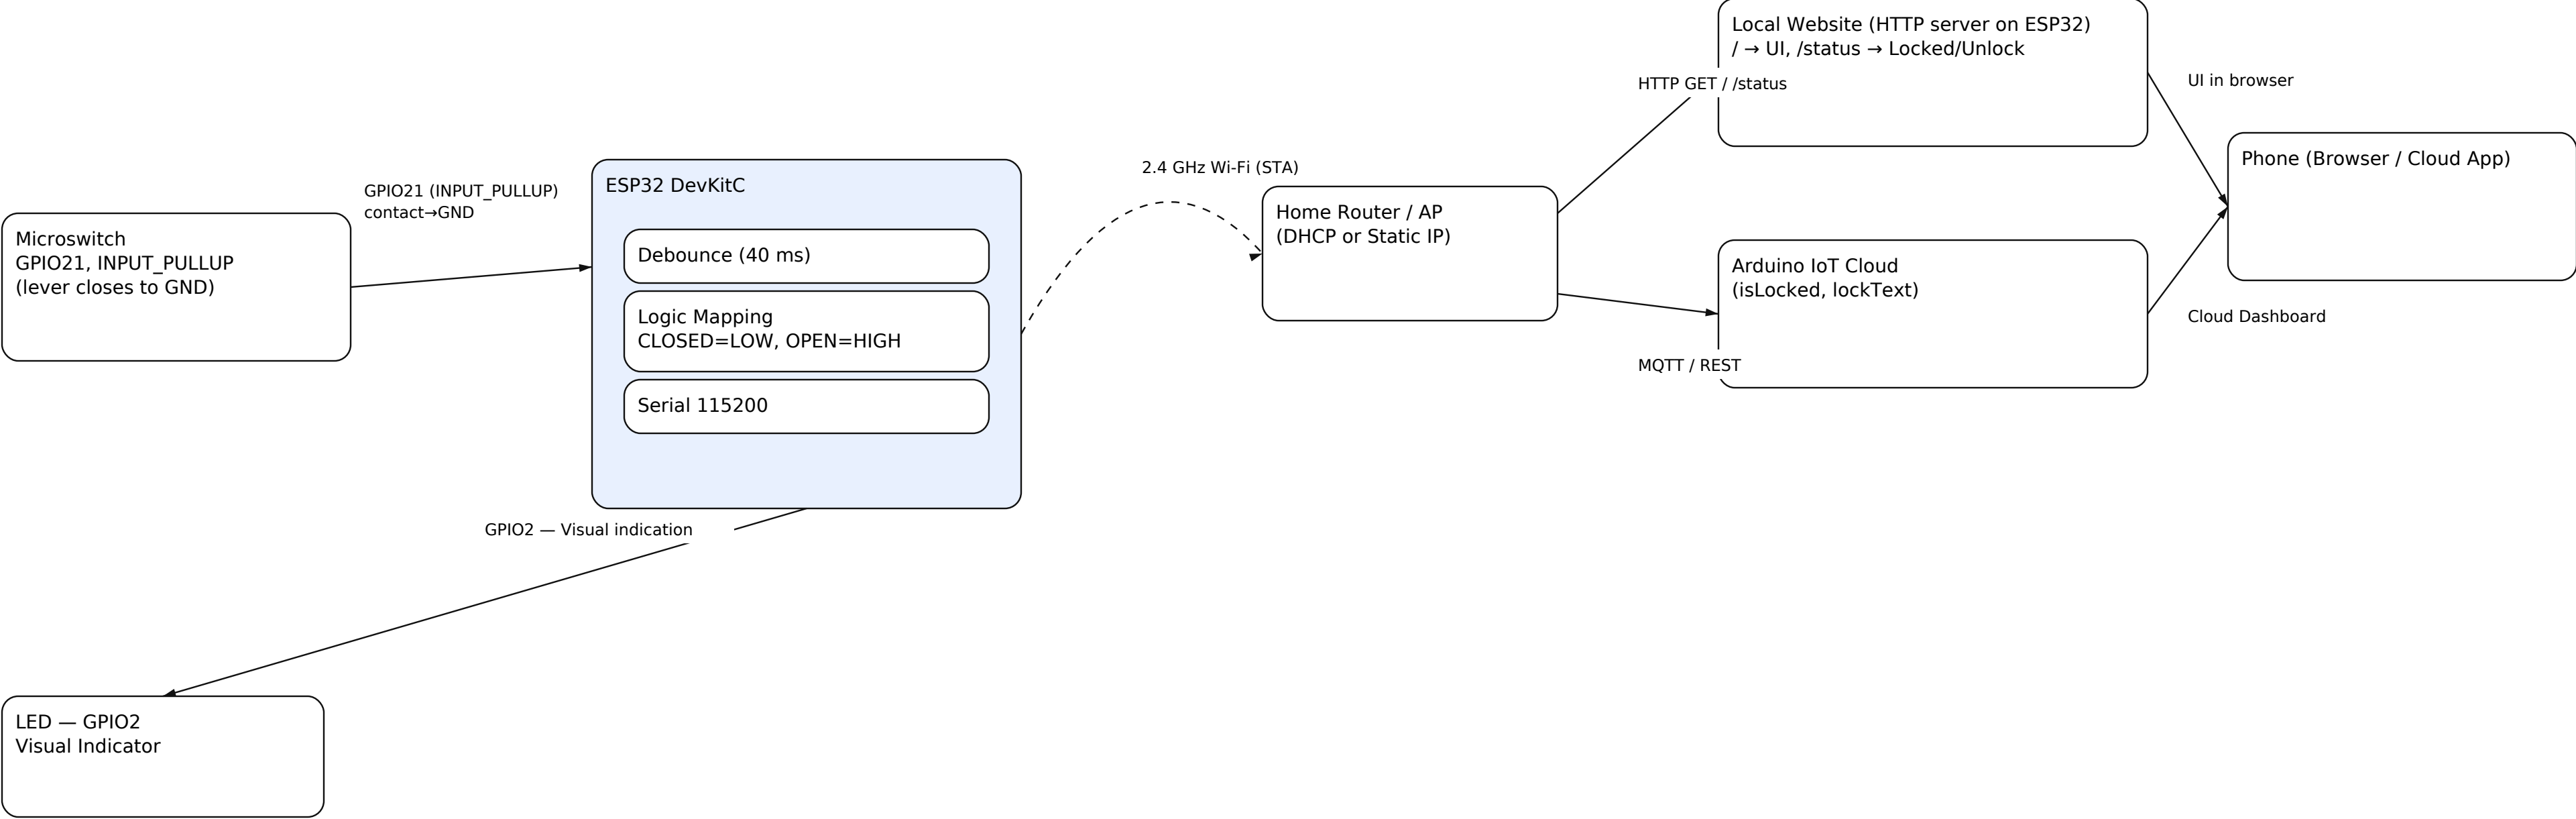 Local Website (HTTP server on ESP32)
/ → UI, /status → Locked/Unlock
HTTP GET / /status
UI in browser
Phone (Browser / Cloud App)
2.4 GHz Wi-Fi (STA)
GPIO21 (INPUT_PULLUP)
contact→GND
ESP32 DevKitC
Home Router / AP
(DHCP or Static IP)
Microswitch
GPIO21, INPUT_PULLUP
(lever closes to GND)
Debounce (40 ms)
Logic Mapping
CLOSED=LOW, OPEN=HIGH
Serial 115200
Arduino IoT Cloud
(isLocked, lockText)
Cloud Dashboard
MQTT / REST
GPIO2 — Visual indication
LED — GPIO2
Visual Indicator